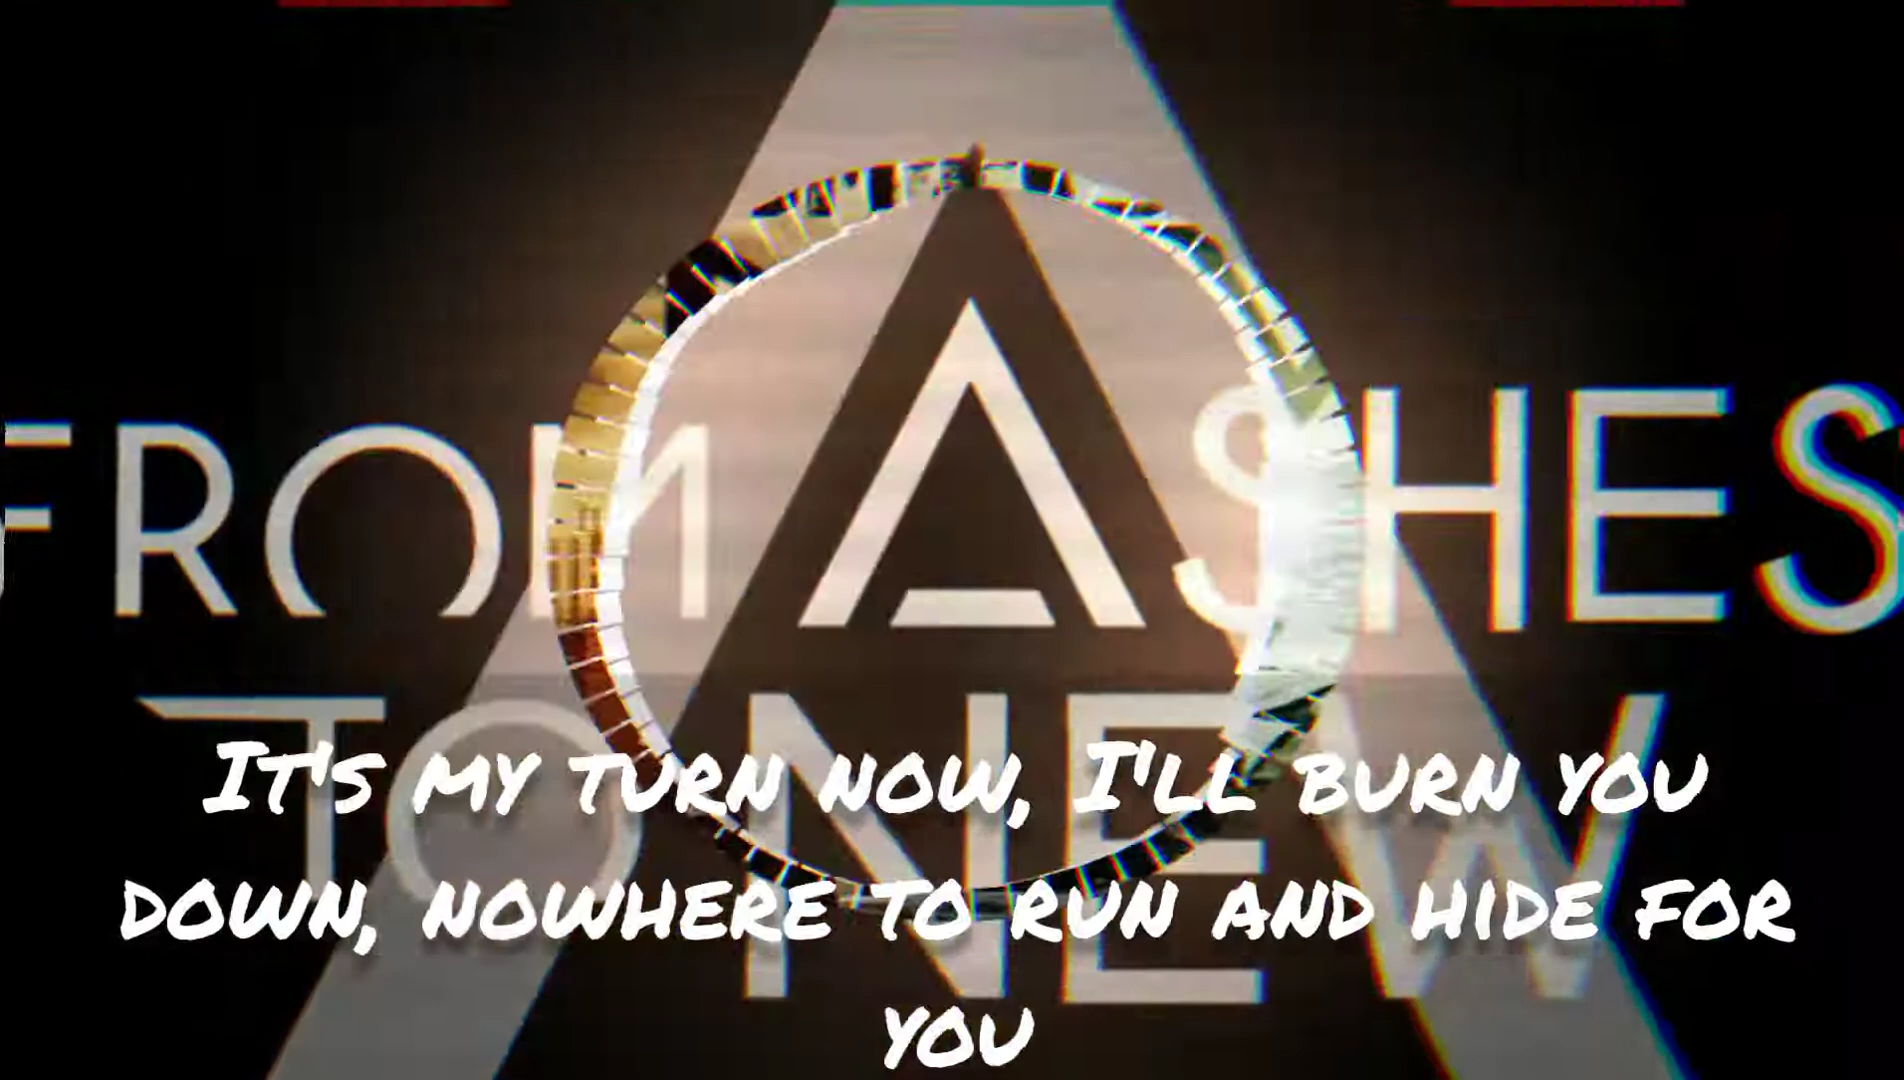 FROM ASHES
TO NEW
IT'S MY TURN NOW, I'LL BURN YOU
DOWN, NOWHERE TO RUN AND HIDE FOR
YOU